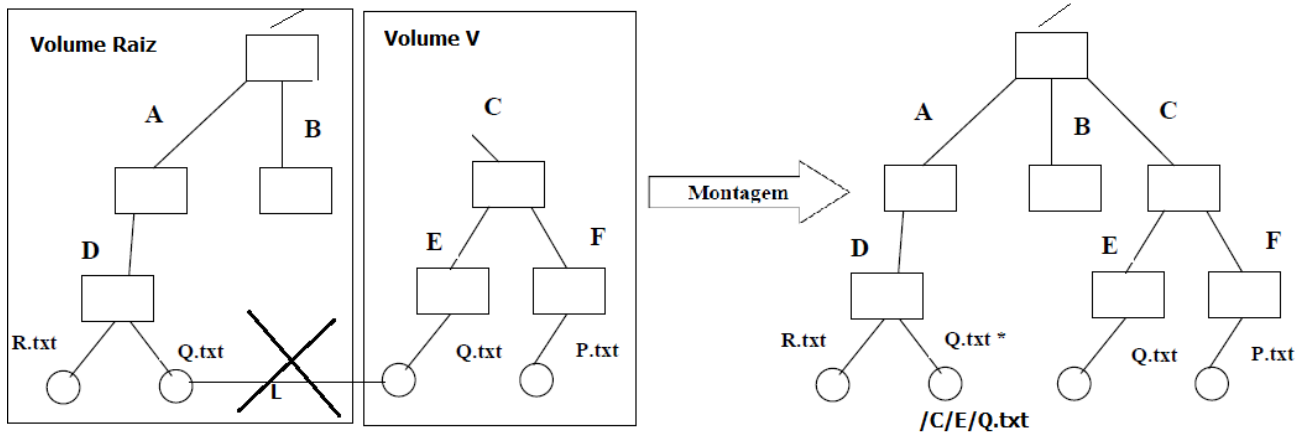 Volume Raiz
A
B
D
R.txt
Q.txt
L
Volume V
C
E
F
Q.txt
P.txt
Montagem
A
B
C
D
E
F
R.txt
Q.txt *
Q.txt
P.txt
/C/E/Q.txt